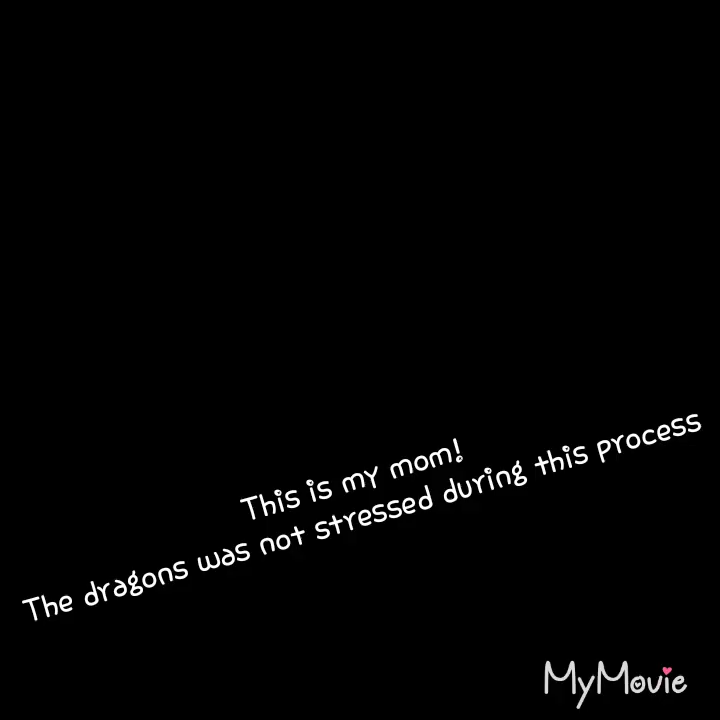 This is my mom!
The dragons was not stressed during this process
MyMovie